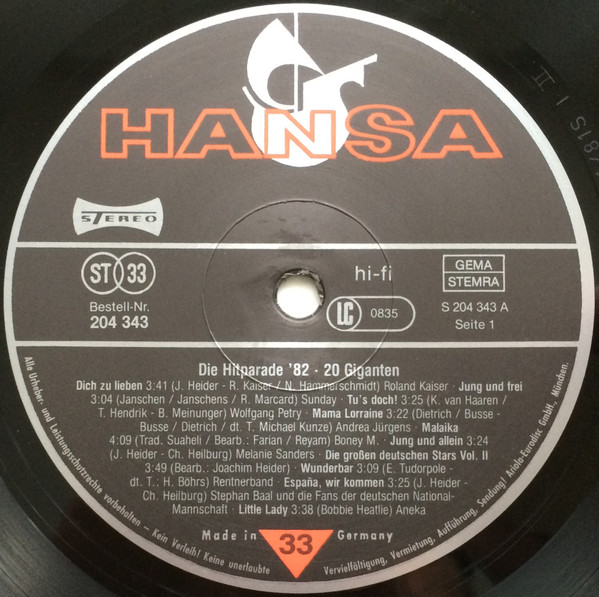 HANSA
STEREO
ST 33
hi-fi
GEMA
STEMRA
Bestell-Nr.
204 343
LC 0835
S 204 343 A
Seite 1
Die Hitparade '82 · 20 Giganten
Dich zu lieben 3:41 (J. Heider - R. Kaiser / N. Hammerschmidt) Roland Kaiser · Jung und frei
3:04 (Janschen / Janschens / R. Marcard) Sunday · Tu's doch! 3:25 (K. van Haaren /
T. Hendrik - B. Meinunger) Wolfgang Petry · Mama Lorraine 3:22 (Dietrich / Busse -
Busse / Dietrich / dt. T. Michael Kunze) Andrea Jürgens · Malaika
4:09 (Trad. Suaheli / Bearb.: Farian / Reyam) Boney M. · Jung und allein 3:24
(J. Heider - Ch. Heilburg) Melanie Sanders · Die großen deutschen Stars Vol. II
3:49 (Bearb.: Joachim Heider) · Wunderbar 3:09 (E. Tudorpole -
dt. T.: H. Böhrs) Rentnerband · España, wir kommen 3:25 (J. Heider -
Ch. Heilburg) Stephan Baal und die Fans der deutschen National-
Mannschaft · Little Lady 3:38 (Bobbie Heatlie) Aneka
Made in 33 Germany
Alle Urheber- und Leistungsschutzrechte vorbehalten – Kein Verleih! Keine unerlaubte Vervielfältigung, Vermietung, Aufführung, Sendung! Ariola-Eurodisc GmbH., München.